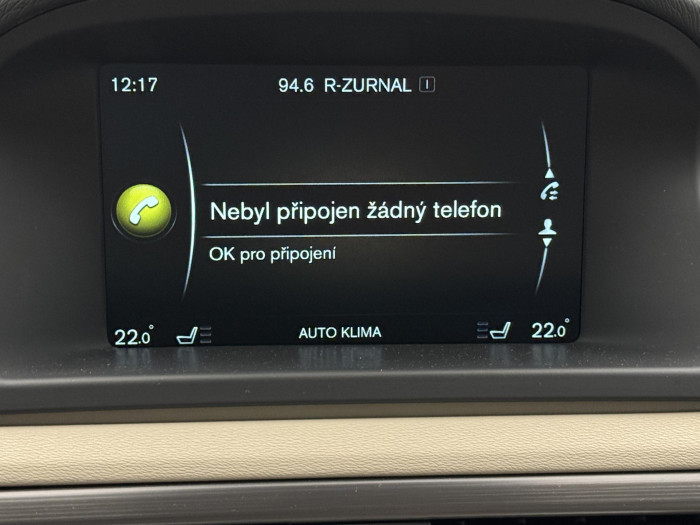 12:17 94.6 R-ZURNAL I
Nebyl připojen žádný telefon
OK pro připojení
22.0° AUTO KLIMA 22.0°